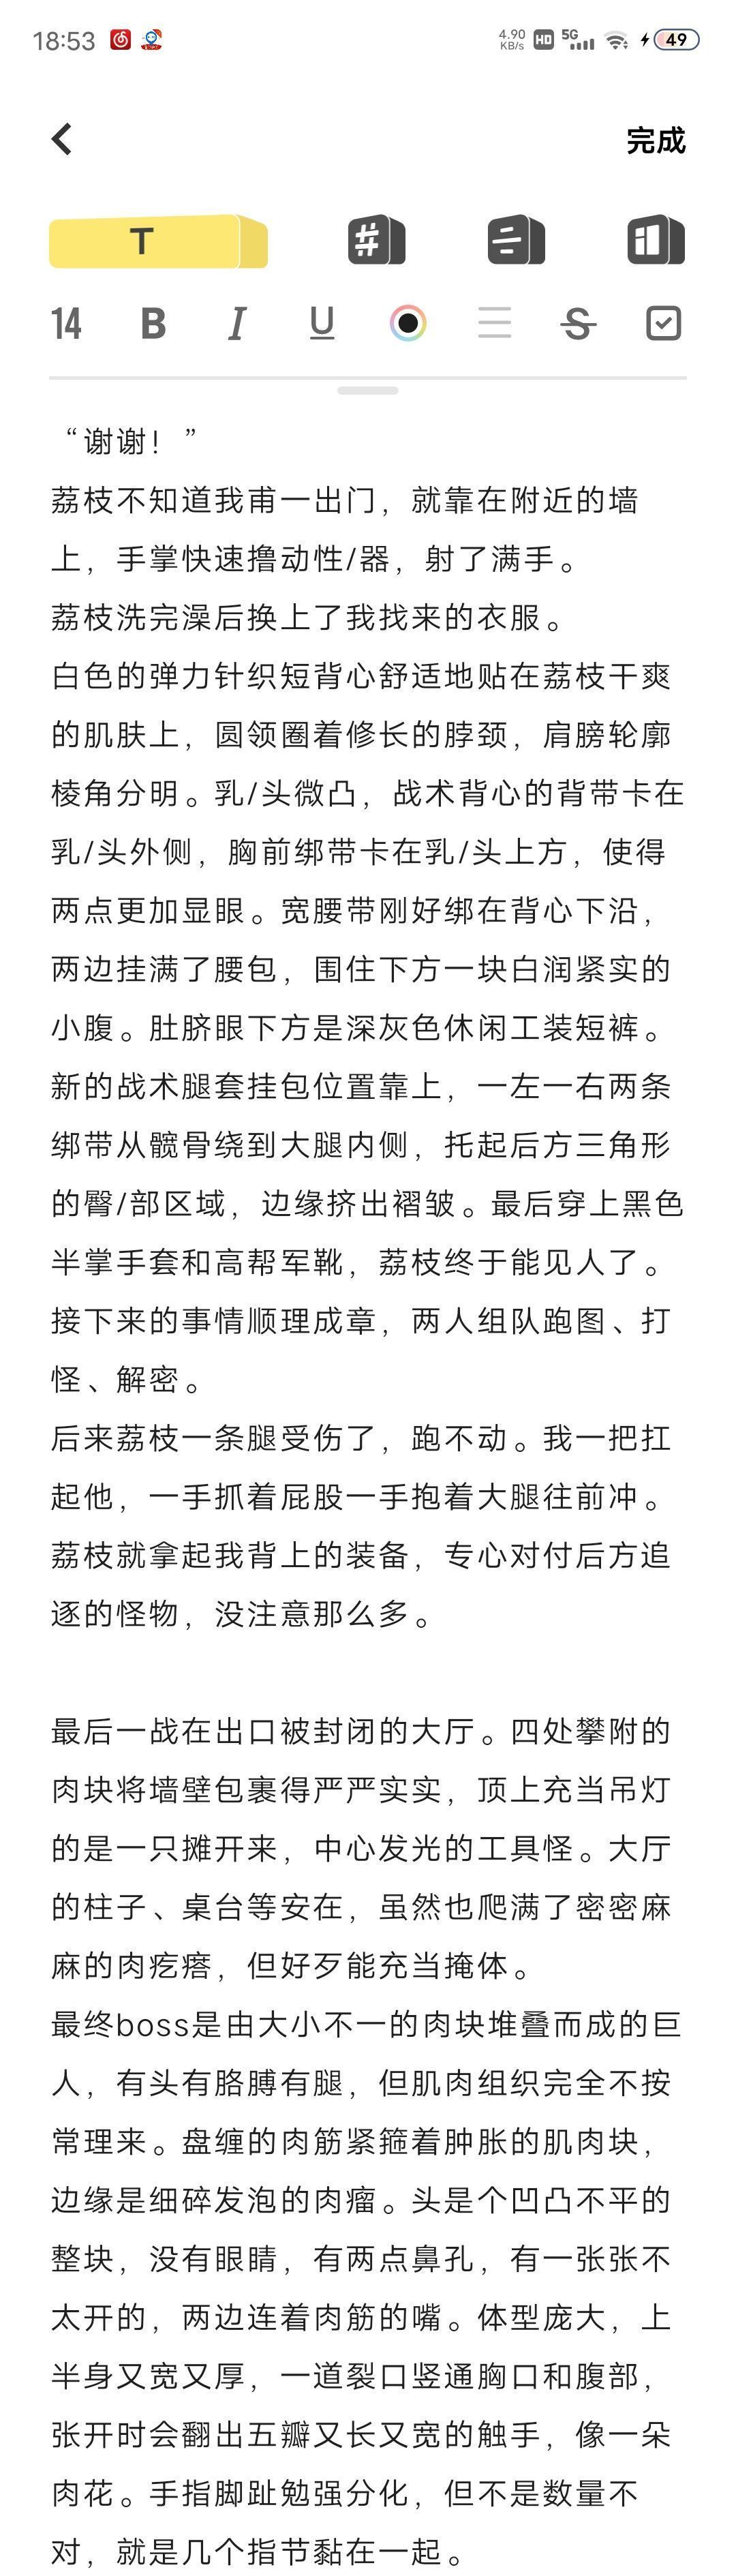 18:53
4.90
KB/s
HD
5G
49
完成
T
#
14
B
I
U
S
“谢谢！”
荔枝不知道我甫一出门，就靠在附近的墙
上，手掌快速撸动性/器，射了满手。
荔枝洗完澡后换上了我找来的衣服。
白色的弹力针织短背心舒适地贴在荔枝干爽
的肌肤上，圆领圈着修长的脖颈，肩膀轮廓
棱角分明。乳/头微凸，战术背心的背带卡在
乳/头外侧，胸前绑带卡在乳/头上方，使得
两点更加显眼。宽腰带刚好绑在背心下沿，
两边挂满了腰包，围住下方一块白润紧实的
小腹。肚脐眼下方是深灰色休闲工装短裤。
新的战术腿套挂包位置靠上，一左一右两条
绑带从髋骨绕到大腿内侧，托起后方三角形
的臀/部区域，边缘挤出褶皱。最后穿上黑色
半掌手套和高帮军靴，荔枝终于能见人了。
接下来的事情顺理成章，两人组队跑图、打
怪、解密。
后来荔枝一条腿受伤了，跑不动。我一把扛
起他，一手抓着屁股一手抱着大腿往前冲。
荔枝就拿起我背上的装备，专心对付后方追
逐的怪物，没注意那么多。
最后一战在出口被封闭的大厅。四处攀附的
肉块将墙壁包裹得严严实实，顶上充当吊灯
的是一只摊开来，中心发光的工具怪。大厅
的柱子、桌台等安在，虽然也爬满了密密麻
麻的肉疙瘩，但好歹能充当掩体。
最终boss是由大小不一的肉块堆叠而成的巨
人，有头有胳膊有腿，但肌肉组织完全不按
常理来。盘缠的肉筋紧箍着肿胀的肌肉块，
边缘是细碎发泡的肉瘤。头是个凹凸不平的
整块，没有眼睛，有两点鼻孔，有一张张不
太开的，两边连着肉筋的嘴。体型庞大，上
半身又宽又厚，一道裂口竖通胸口和腹部，
张开时会翻出五瓣又长又宽的触手，像一朵
肉花。手指脚趾勉强分化，但不是数量不
对，就是几个指节黏在一起。